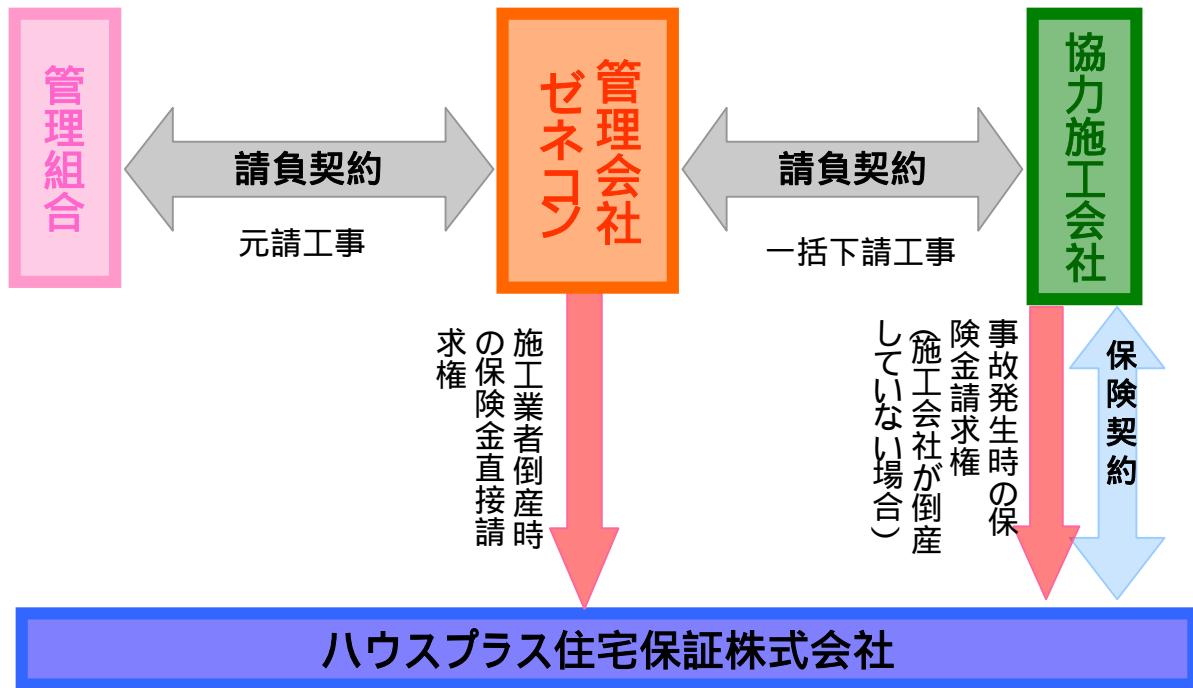 管理組合
請負契約
元請工事
管理会社
ゼネコン
請負契約
一括下請工事
協力施工会社
施工業者倒産時
の保険金直接請
求権
事故発生時の保
険金請求権
(施工会社が倒産
していない場合)
保険契約
ハウスプラス住宅保証株式会社